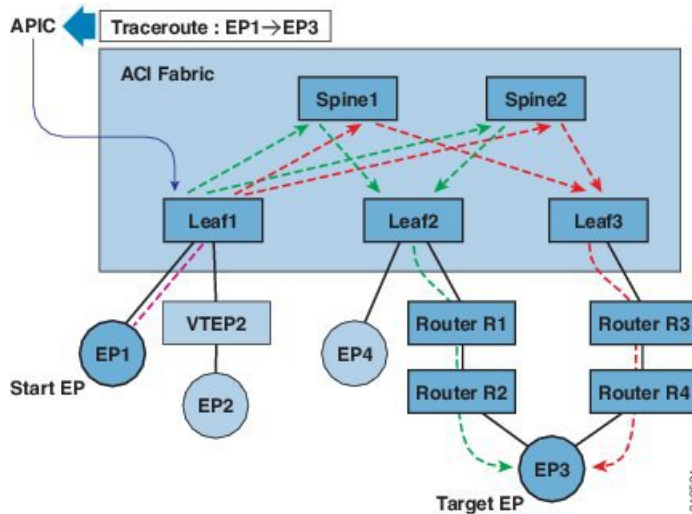 APIC
Traceroute : EP1→EP3
ACI Fabric
Spine1
Spine2
Leaf1
Leaf2
Leaf3
VTEP2
Router R1
Router R3
EP1
EP4
Start EP
EP2
Router R2
Router R4
EP3
Target EP